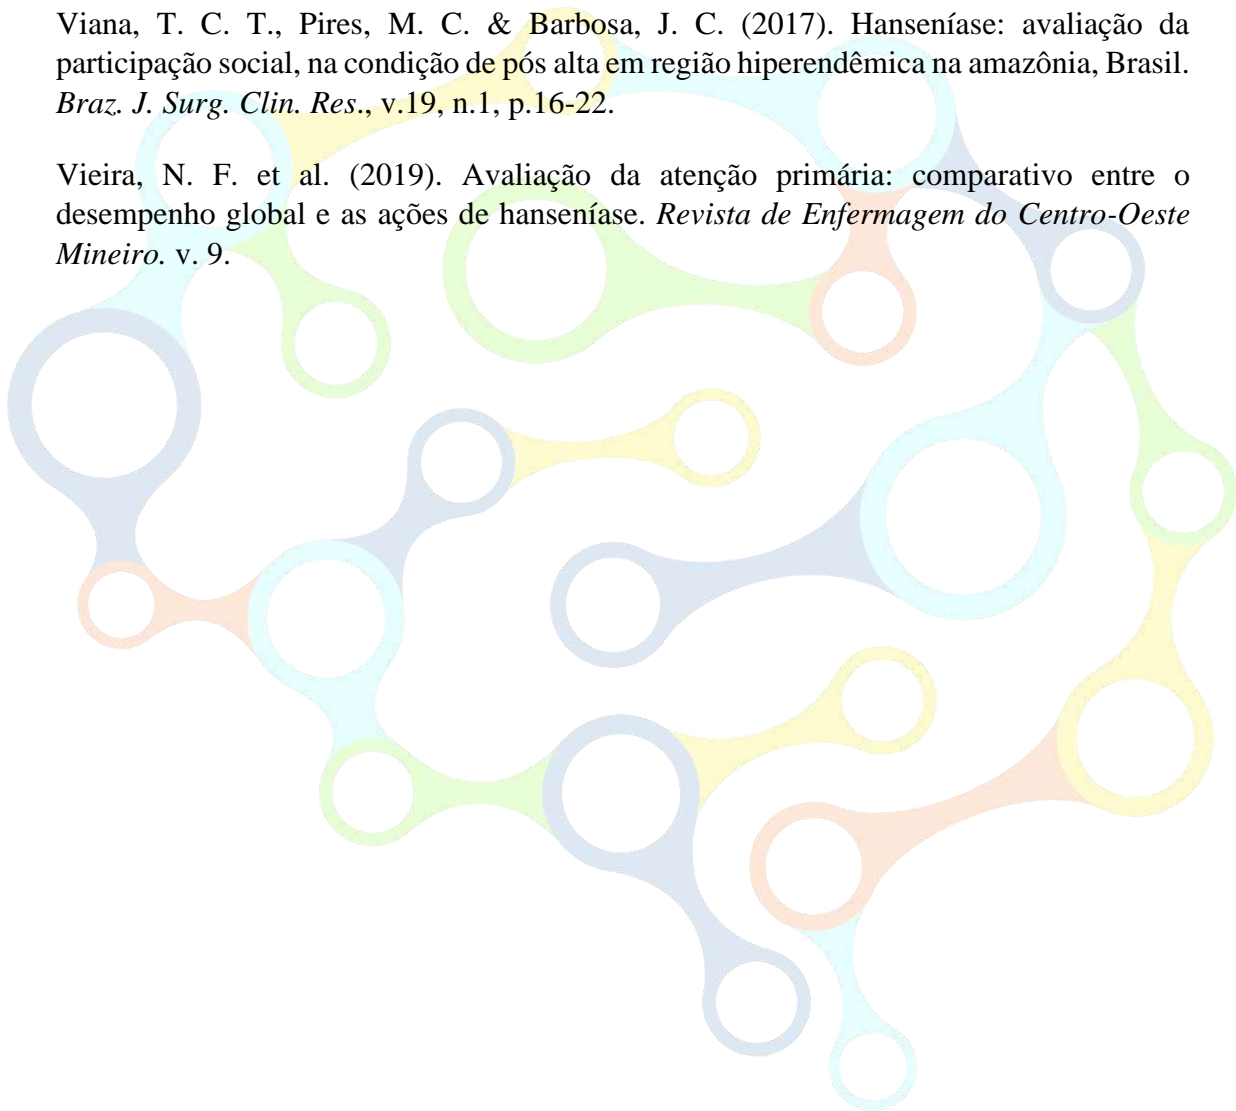 Viana, T. C. T., Pires, M. C. & Barbosa, J. C. (2017). Hanseníase: avaliação da
participação social, na condição de pós alta em região hiperendêmica na amazônia, Brasil.
Braz. J. Surg. Clin. Res., v.19, n.1, p.16-22.
Vieira, N. F. et al. (2019). Avaliação da atenção primária: comparativo entre o
desempenho global e as ações de hanseníase. Revista de Enfermagem do Centro-Oeste
Mineiro. v. 9.